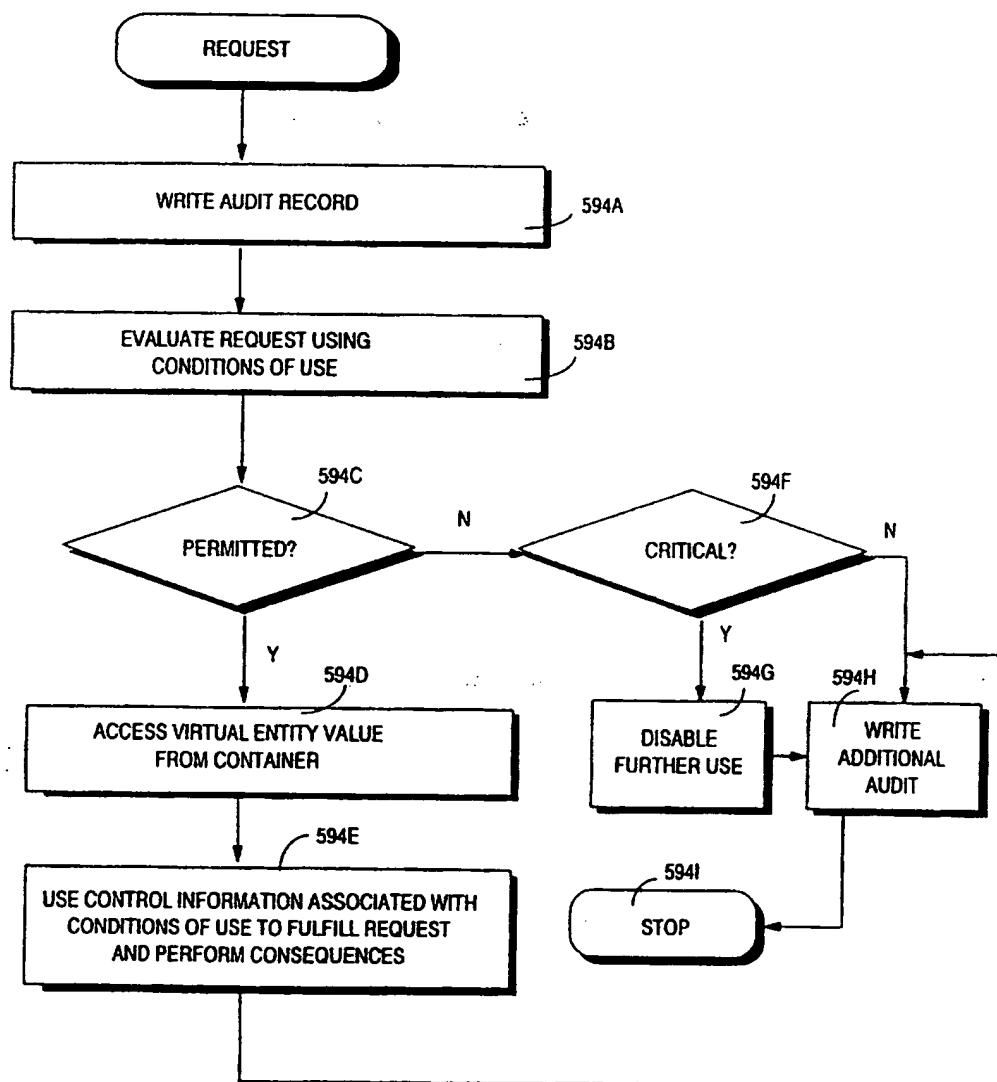 REQUEST
WRITE AUDIT RECORD
594A
EVALUATE REQUEST USING
CONDITIONS OF USE
594B
594C
PERMITTED?
N
Y
594F
CRITICAL?
N
Y
594D
ACCESS VIRTUAL ENTITY VALUE
FROM CONTAINER
594G
DISABLE
FURTHER USE
594H
WRITE
ADDITIONAL
AUDIT
594E
USE CONTROL INFORMATION ASSOCIATED WITH
CONDITIONS OF USE TO FULFILL REQUEST
AND PERFORM CONSEQUENCES
594I
STOP